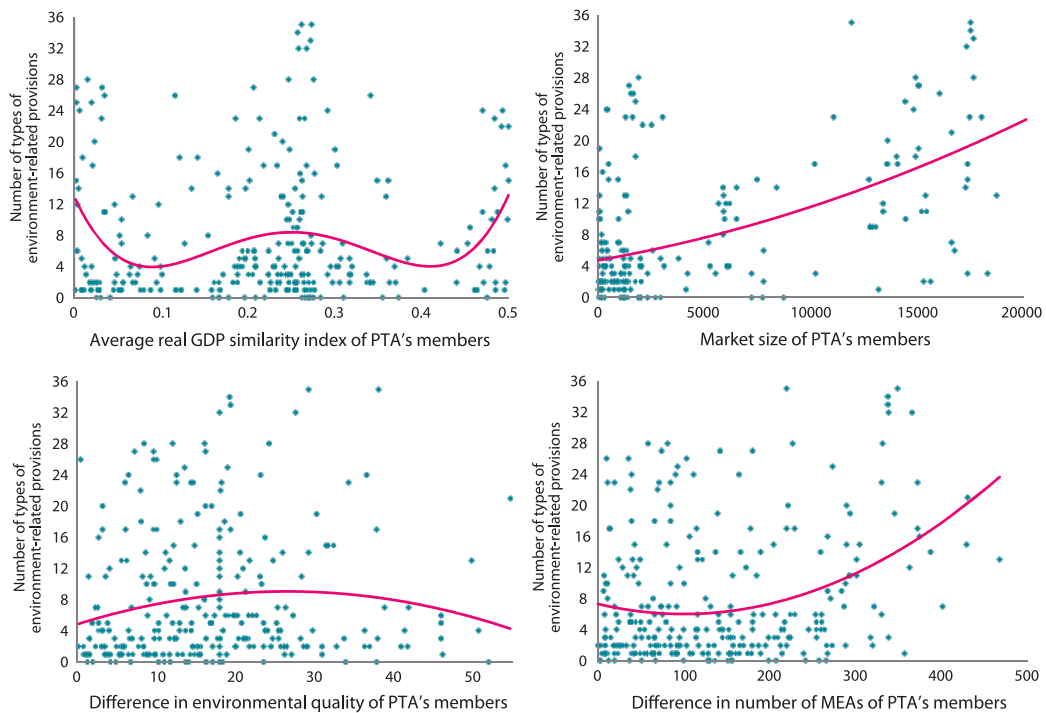 Number of types of
environment-related provisions
36
32
28
24
20
16
12
8
4
0
0 0.1 0.2 0.3 0.4 0.5
Average real GDP similarity index of PTA's members
Number of types of
environment-related provisions
36
32
28
24
20
16
12
8
4
0
0 5000 10000 15000 20000
Market size of PTA's members
Number of types of
environment-related provisions
36
32
28
24
20
16
12
8
4
0
0 10 20 30 40 50
Difference in environmental quality of PTA's members
Number of types of
environment-related provisions
36
32
28
24
20
16
12
8
4
0
0 100 200 300 400 500
Difference in number of MEAs of PTA's members